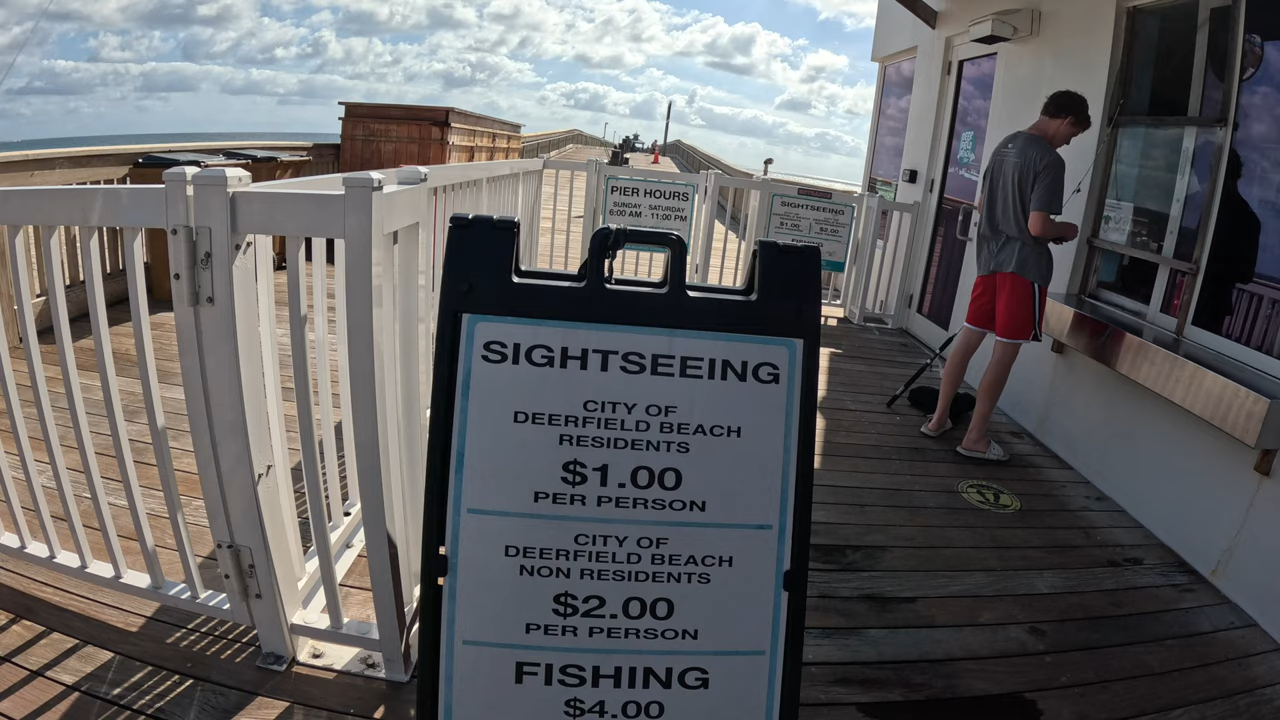 PIER HOURS
SUNDAY - SATURDAY
6:00 AM - 11:00 PM
SIGHTSEEING
$1.00
$2.00
FISHING
SIGHTSEEING
CITY OF
DEERFIELD BEACH
RESIDENTS
$1.00
PER PERSON
CITY OF
DEERFIELD BEACH
NON RESIDENTS
$2.00
PER PERSON
FISHING
$4.00